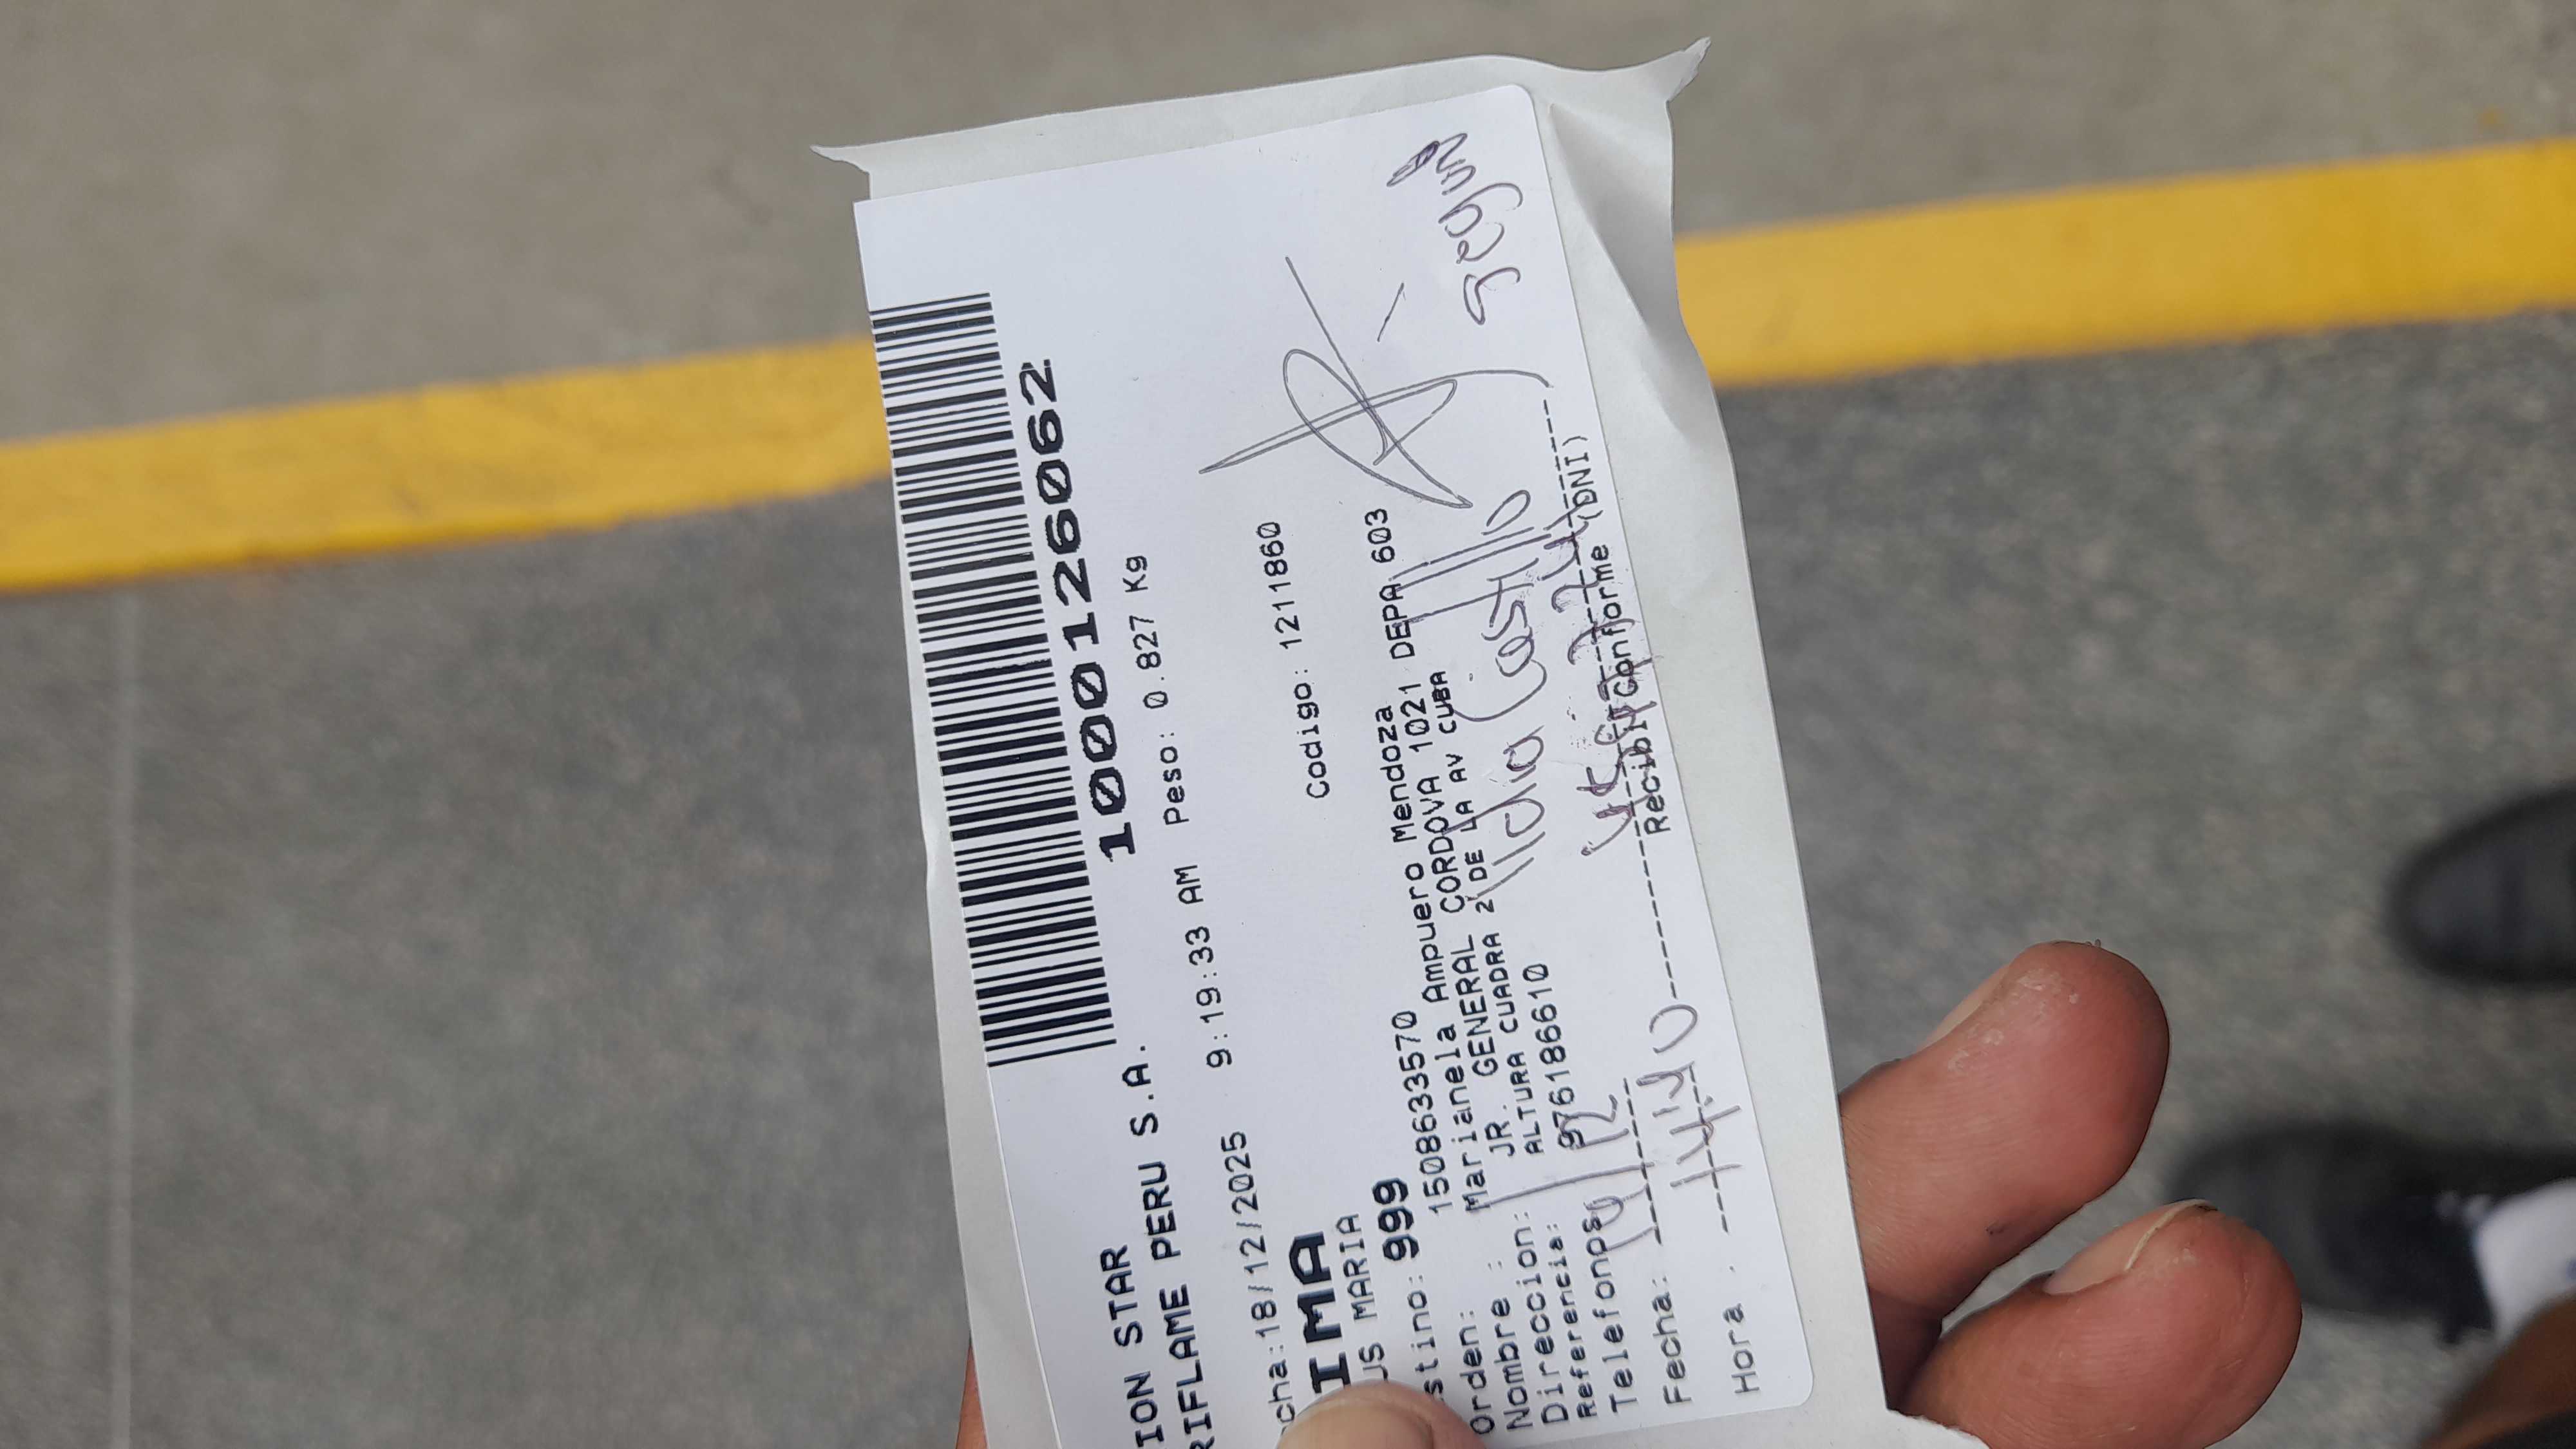 1000126062
ION STAR
RIFLAME PERU S.A.
cha:18/12/2025 9:19:33 AM Peso: 0.827 Kg
IMA
US MARIA
Codigo: 1211860
stino: 999
Orden: 1508633570
Nombre : Marianela Ampuero Mendoza
Direccion: JR. GENERAL CORDOVA 1021 DEPA 603
Referencia: ALTURA CUADRA 2 DE LA AV CUBA
Telefonos 976186610
Castillo
Fecha:
Hora :
Recibi Conforme (DNI)